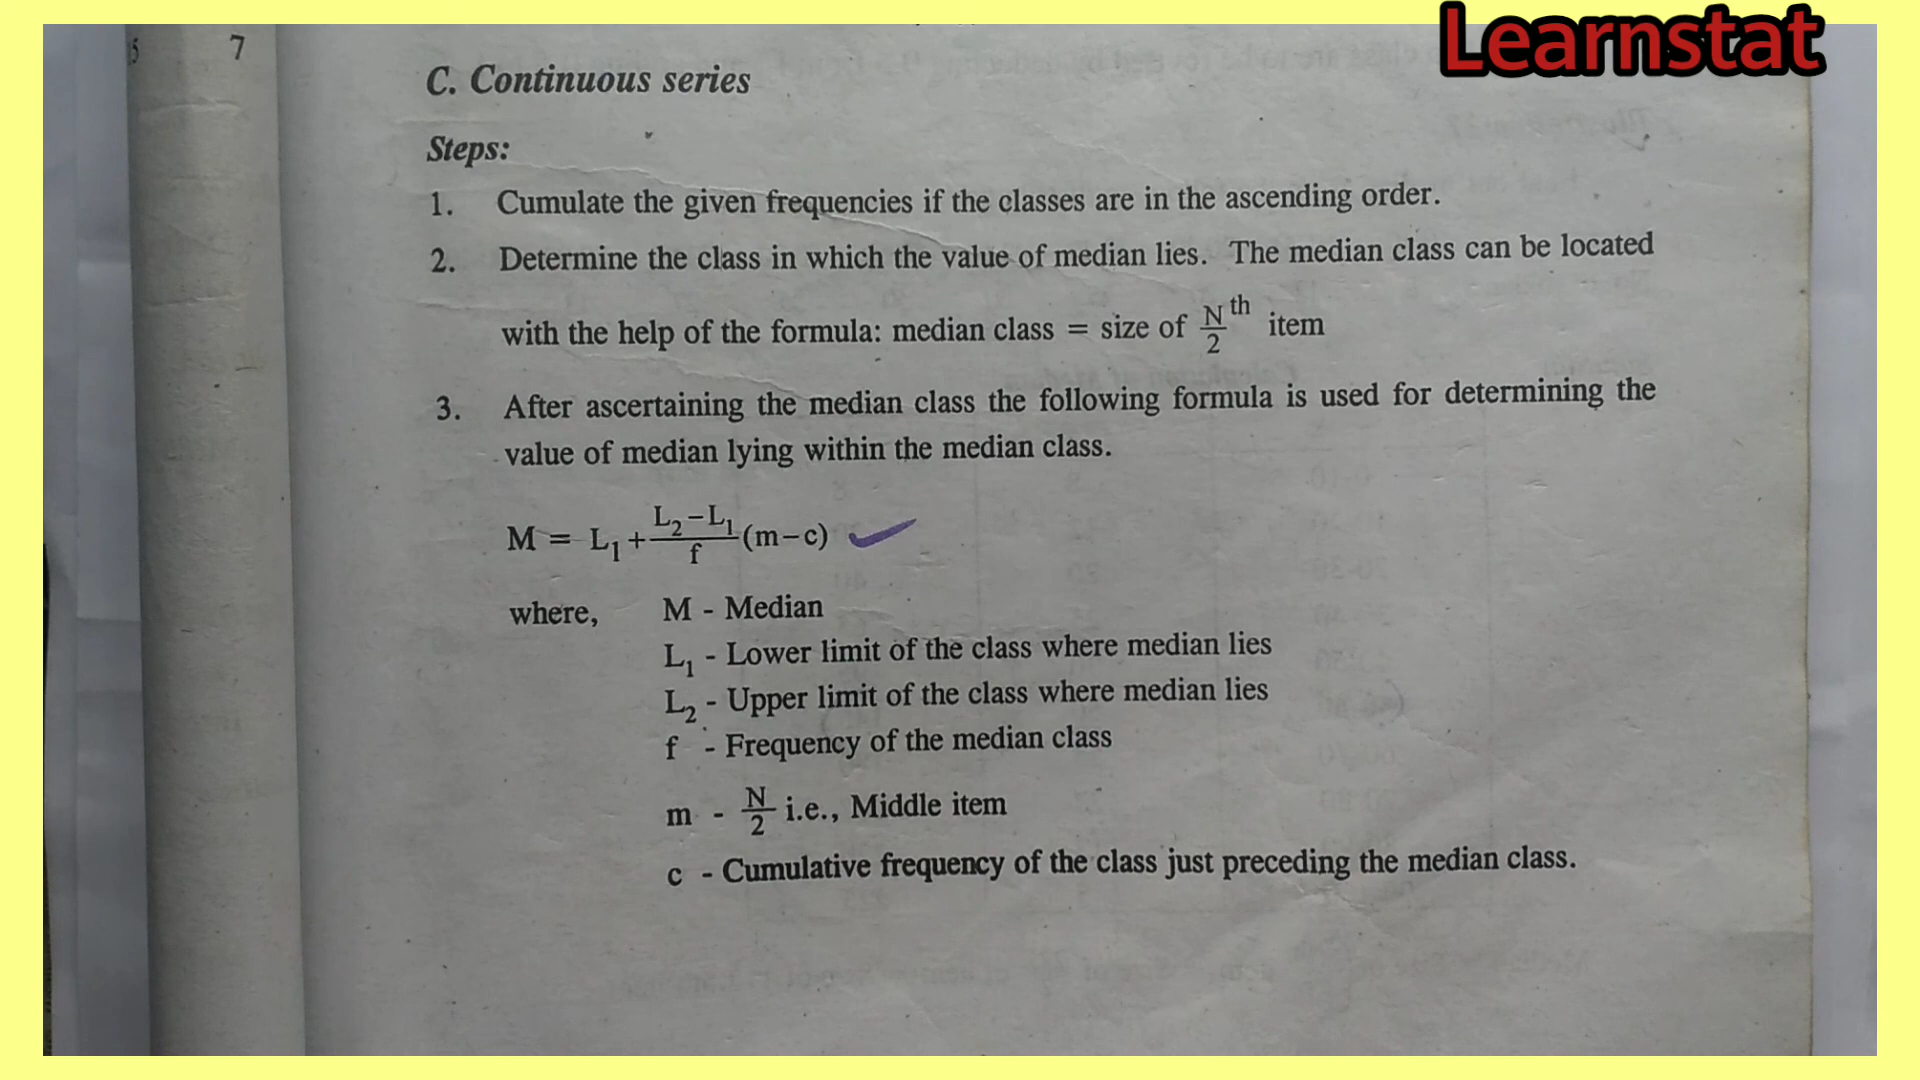 Learnstat
5 7
C. Continuous series
Steps:
1. Cumulate the given frequencies if the classes are in the ascending order.
2. Determine the class in which the value of median lies. The median class can be located
with the help of the formula: median class = size of N/2 th item
3. After ascertaining the median class the following formula is used for determining the
value of median lying within the median class.
M = L₁ + (L₂ – L₁)/f (m – c)
where, M - Median
L₁ - Lower limit of the class where median lies
L₂ - Upper limit of the class where median lies
f - Frequency of the median class
m - N/2 i.e., Middle item
c - Cumulative frequency of the class just preceding the median class.